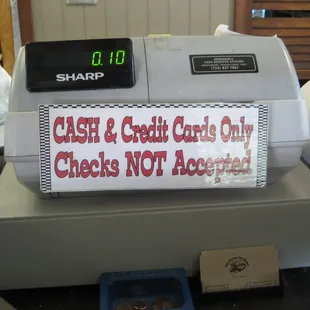 0.10
SHARP
CASH & Credit Cards Only
Checks NOT Accepted